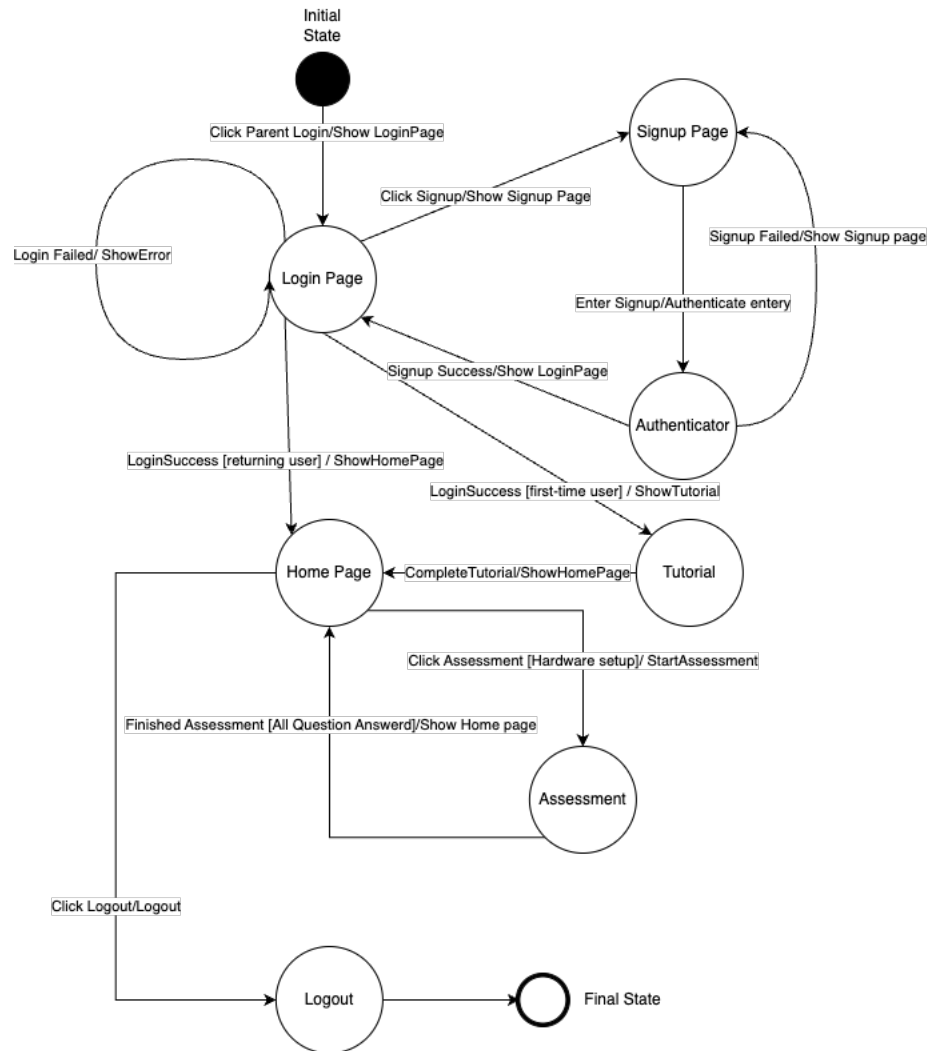 Initial
State
Click Parent Login/Show LoginPage
Signup Page
Click Signup/Show Signup Page
Signup Failed/Show Signup page
Login Failed/ ShowError
Login Page
Enter Signup/Authenticate entery
Signup Success/Show LoginPage
Authenticator
LoginSuccess [returning user] / ShowHomePage
LoginSuccess [first-time user] / ShowTutorial
Home Page
CompleteTutorial/ShowHomePage
Tutorial
Click Assessment [Hardware setup]/ StartAssessment
Finished Assessment [All Question Answerd]/Show Home page
Assessment
Click Logout/Logout
Logout
Final State